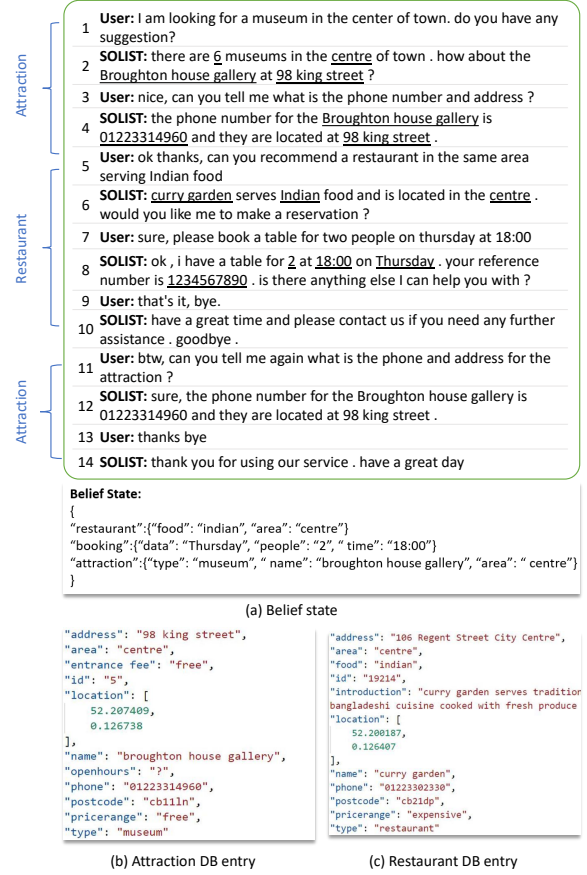 Attraction
Restaurant
Attraction
1 User: I am looking for a museum in the center of town. do you have any
suggestion?
2 SOLIST: there are 6 museums in the centre of town . how about the
Broughton house gallery at 98 king street ?
3 User: nice, can you tell me what is the phone number and address ?
4 SOLIST: the phone number for the Broughton house gallery is
01223314960 and they are located at 98 king street .
5 User: ok thanks, can you recommend a restaurant in the same area
serving Indian food
6 SOLIST: curry garden serves Indian food and is located in the centre .
would you like me to make a reservation ?
7 User: sure, please book a table for two people on thursday at 18:00
8 SOLIST: ok , i have a table for 2 at 18:00 on Thursday . your reference
number is 1234567890 . is there anything else I can help you with ?
9 User: that's it, bye.
10 SOLIST: have a great time and please contact us if you need any further
assistance . goodbye .
11 User: btw, can you tell me again what is the phone and address for the
attraction ?
12 SOLIST: sure, the phone number for the Broughton house gallery is
01223314960 and they are located at 98 king street .
13 User: thanks bye
14 SOLIST: thank you for using our service . have a great day
Belief State:
{
“restaurant”:{“food”: “indian”, “area”: “centre”}
“booking”:{“data”: “Thursday”, “people”: “2”, “ time”: “18:00”}
“attraction”:{“type”: “museum”, “ name”: “broughton house gallery”, “area”: “ centre”}
}
(a) Belief state
"address": "98 king street",
"area": "centre",
"entrance fee": "free",
"id": "5",
"location": [
52.207409,
0.126738
],
"name": "broughton house gallery",
"openhours": "?",
"phone": "01223314960",
"postcode": "cb11ln",
"pricerange": "free",
"type": "museum"
(b) Attraction DB entry
"address": "106 Regent Street City Centre",
"area": "centre",
"food": "indian",
"id": "19214",
"introduction": "curry garden serves tradition
bangladeshi cuisine cooked with fresh produce
"location": [
52.200187,
0.126407
],
"name": "curry garden",
"phone": "01223302330",
"postcode": "cb21dp",
"pricerange": "expensive",
"type": "restaurant"
(c) Restaurant DB entry